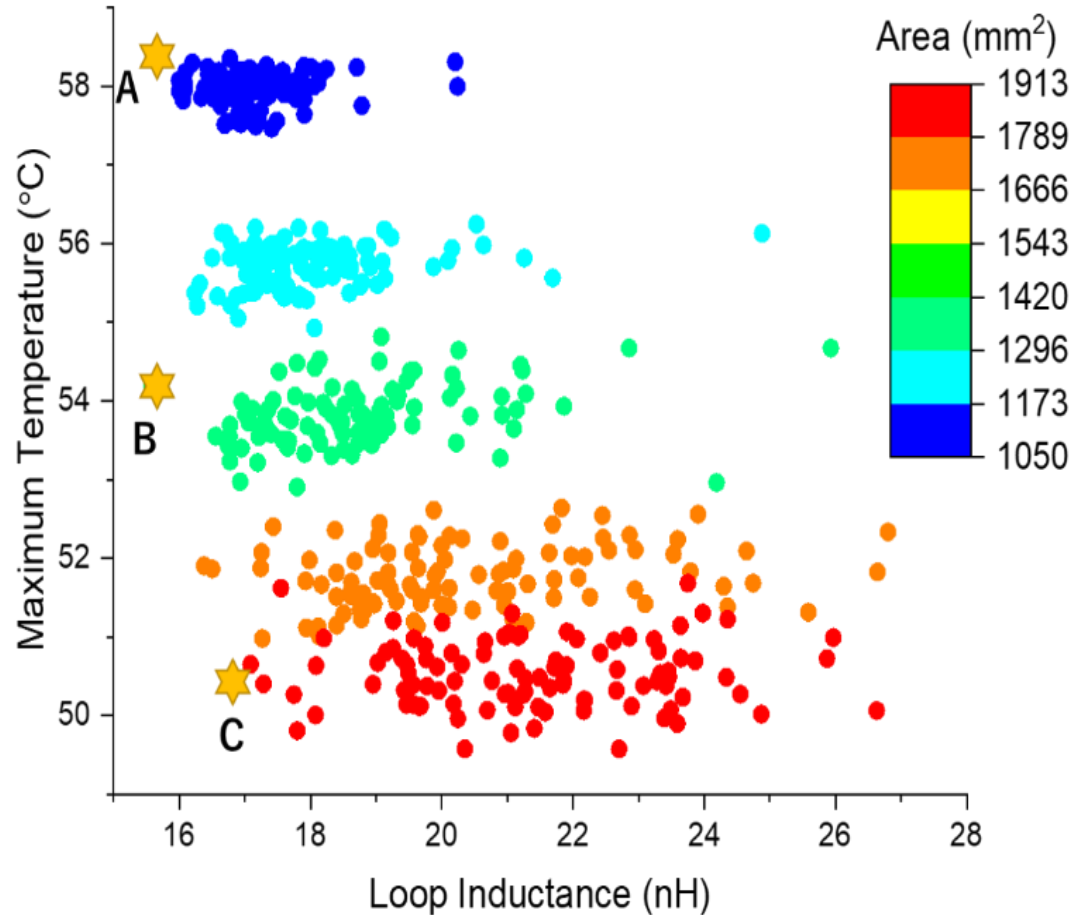 Area (mm²)
1913
1789
1666
1543
1420
1296
1173
1050
A
B
C
Maximum Temperature (°C)
58
56
54
52
50
16 18 20 22 24 26 28
Loop Inductance (nH)